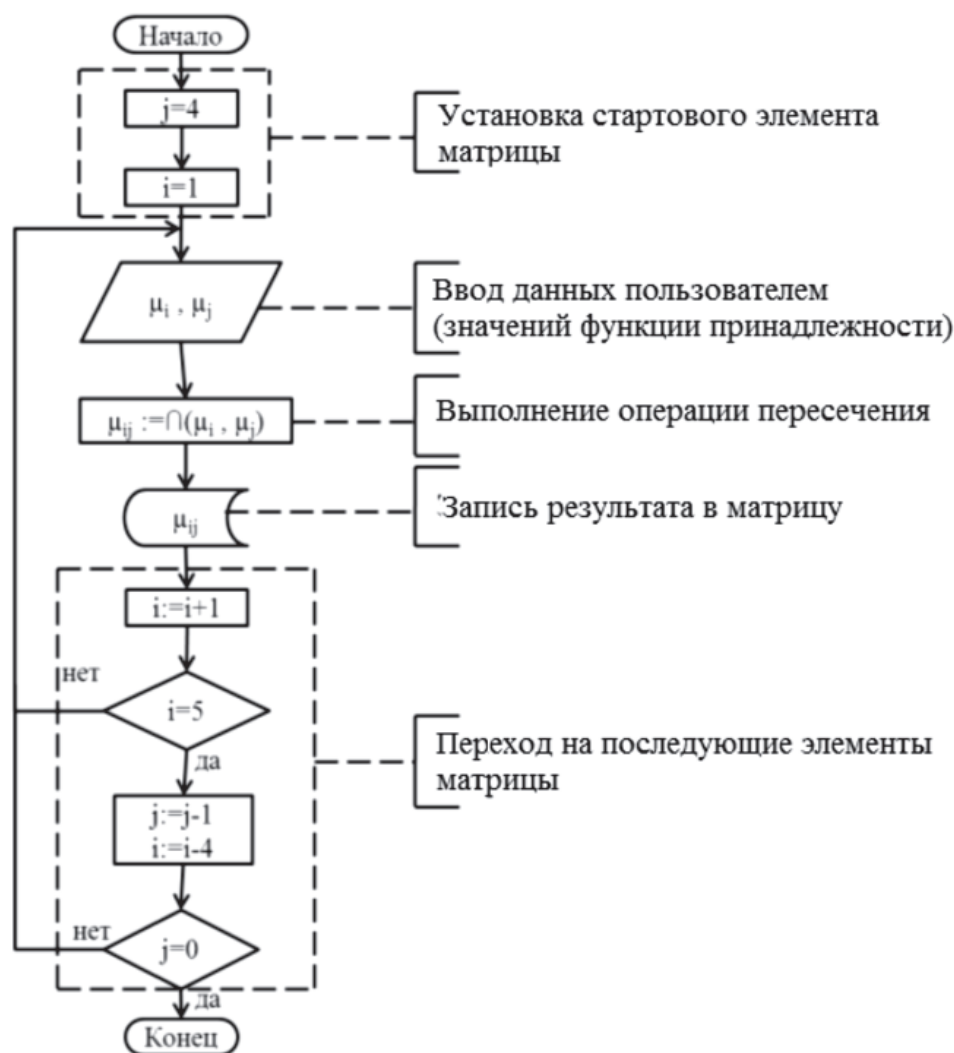 Начало
j=4
i=1
Установка стартового элемента
матрицы
μi , μj
Ввод данных пользователем
(значений функции принадлежности)
μij :=∩(μi , μj)
Выполнение операции пересечения
μij
Запись результата в матрицу
i:=i+1
нет
i=5
да
Переход на последующие элементы
матрицы
j:=j-1
i:=i-4
нет
j=0
да
Конец